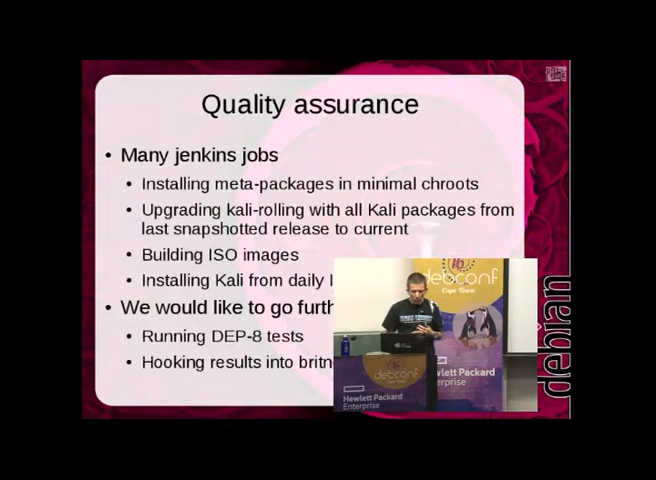 Quality assurance
• Many jenkins jobs
• Installing meta-packages in minimal chroots
• Upgrading kali-rolling with all Kali packages from
last snapshotted release to current
• Building ISO images
• Installing Kali from daily
• We would like to go
• Running DEP-8 tests
• Hooking results into
debian
debconf
Cape Town
Hewlett Packard
Enterprise
debconf
Hewlett Packard
Enterprise